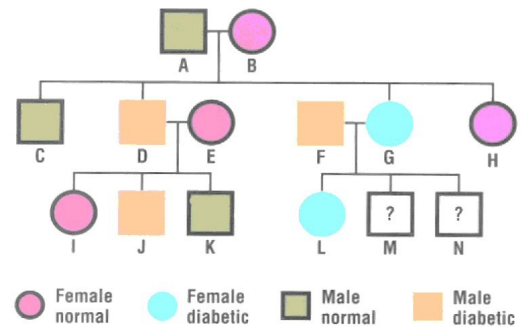 A B
C D E F G H
? ?
I J K L M N
Female normal
Female diabetic
Male normal
Male diabetic